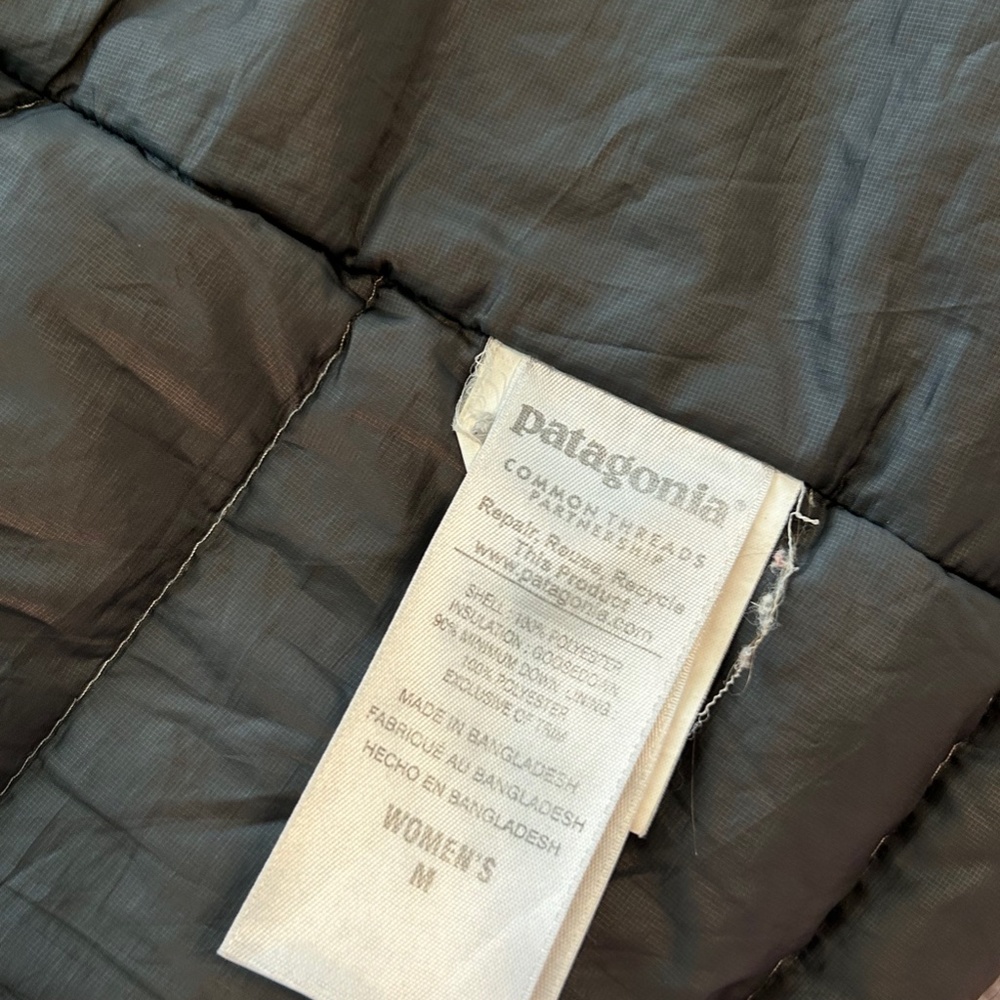 patagonia
COMMON THREADS
PARTNERSHIP
Repair, Reuse, Recycle
This Product
www.patagonia.com
SHELL: 100% POLYESTER
INSULATION: GOOSEDOWN
90% MINIMUM DOWN. LINING:
100% POLYESTER
EXCLUSIVE OF TRIM
MADE IN BANGLADESH
FABRIQUÉ AU BANGLADESH
HECHO EN BANGLADESH
WOMEN'S
M